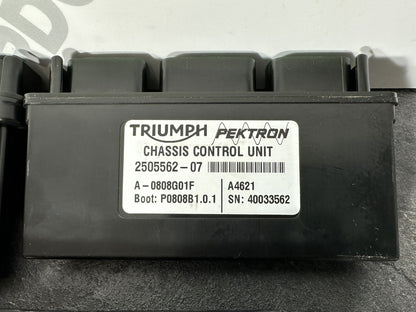 TRIUMPH PEKTRON
CHASSIS CONTROL UNIT
2505562-07
A-0808G01F A4621
Boot: P0808B1.0.1 SN: 40033562